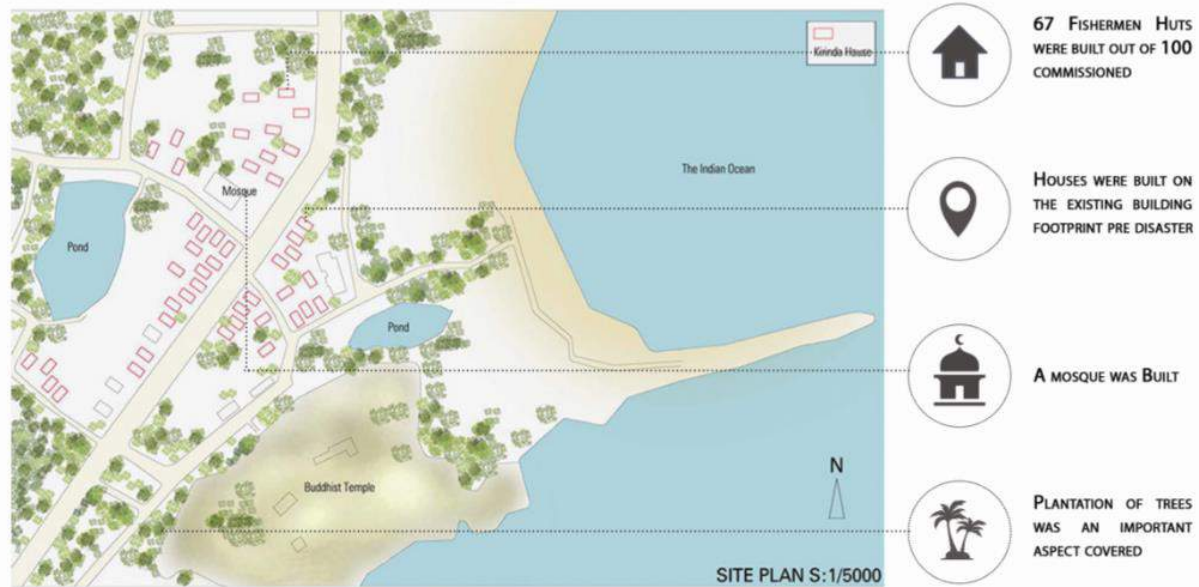 Kirinda House
67 FISHERMEN HUTS
WERE BUILT OUT OF 100
COMMISSIONED
The Indian Ocean
HOUSES WERE BUILT ON
THE EXISTING BUILDING
FOOTPRINT PRE DISASTER
Mosque
Pond
Pond
A MOSQUE WAS BUILT
N
Buddhist Temple
PLANTATION OF TREES
WAS AN IMPORTANT
ASPECT COVERED
SITE PLAN S:1/5000